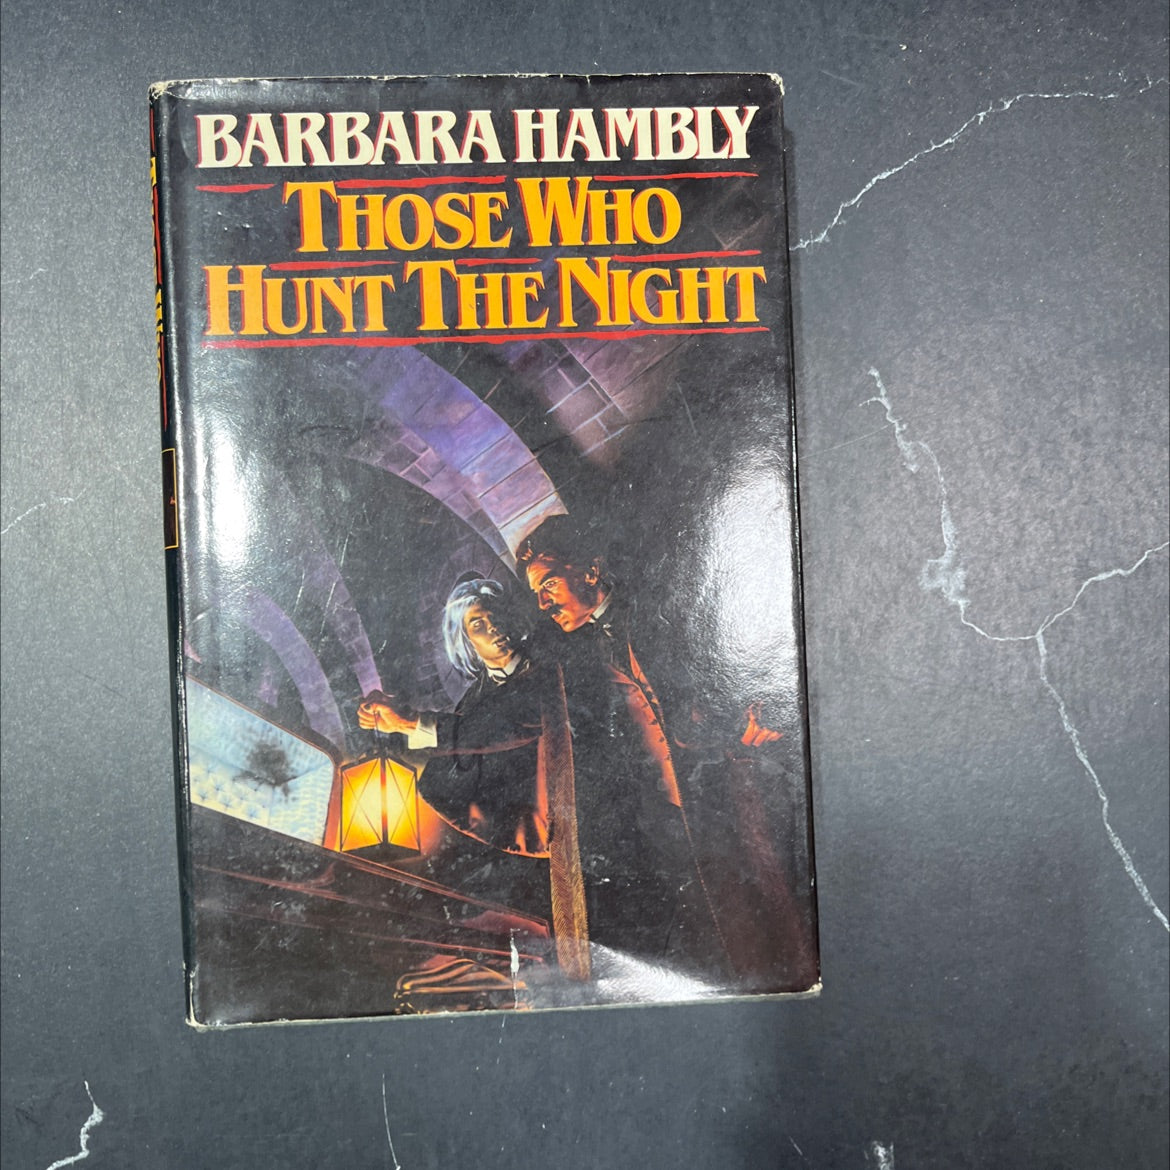 BARBARA HAMBLY
THOSE WHO
HUNT THE NIGHT